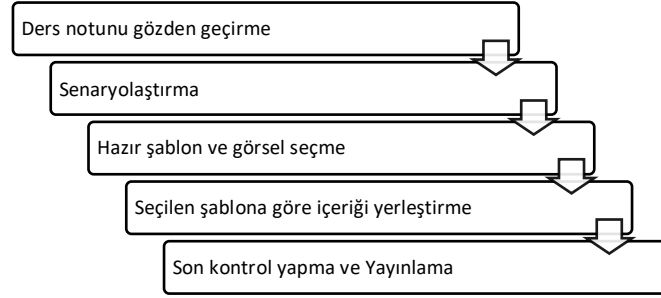 Ders notunu gözden geçirme
Senaryolaştırma
Hazır şablon ve görsel seçme
Seçilen şablona göre içeriği yerleştirme
Son kontrol yapma ve Yayınlama